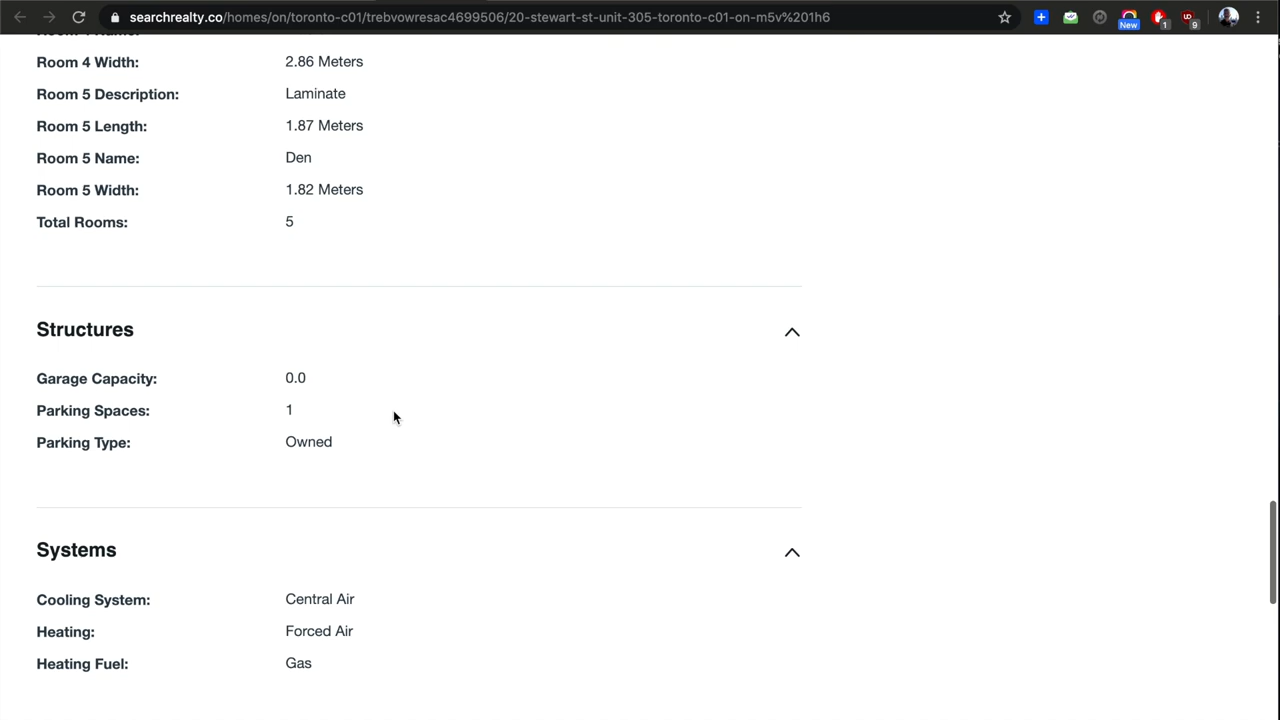 searchrealty.co/homes/on/toronto-c01/trebvowresac4699506/20-stewart-st-unit-305-toronto-c01-on-m5v%201h6
New
1
9
Room 4 Width: 2.86 Meters
Room 5 Description: Laminate
Room 5 Length: 1.87 Meters
Room 5 Name: Den
Room 5 Width: 1.82 Meters
Total Rooms: 5
Structures
Garage Capacity: 0.0
Parking Spaces: 1
Parking Type: Owned
Systems
Cooling System: Central Air
Heating: Forced Air
Heating Fuel: Gas